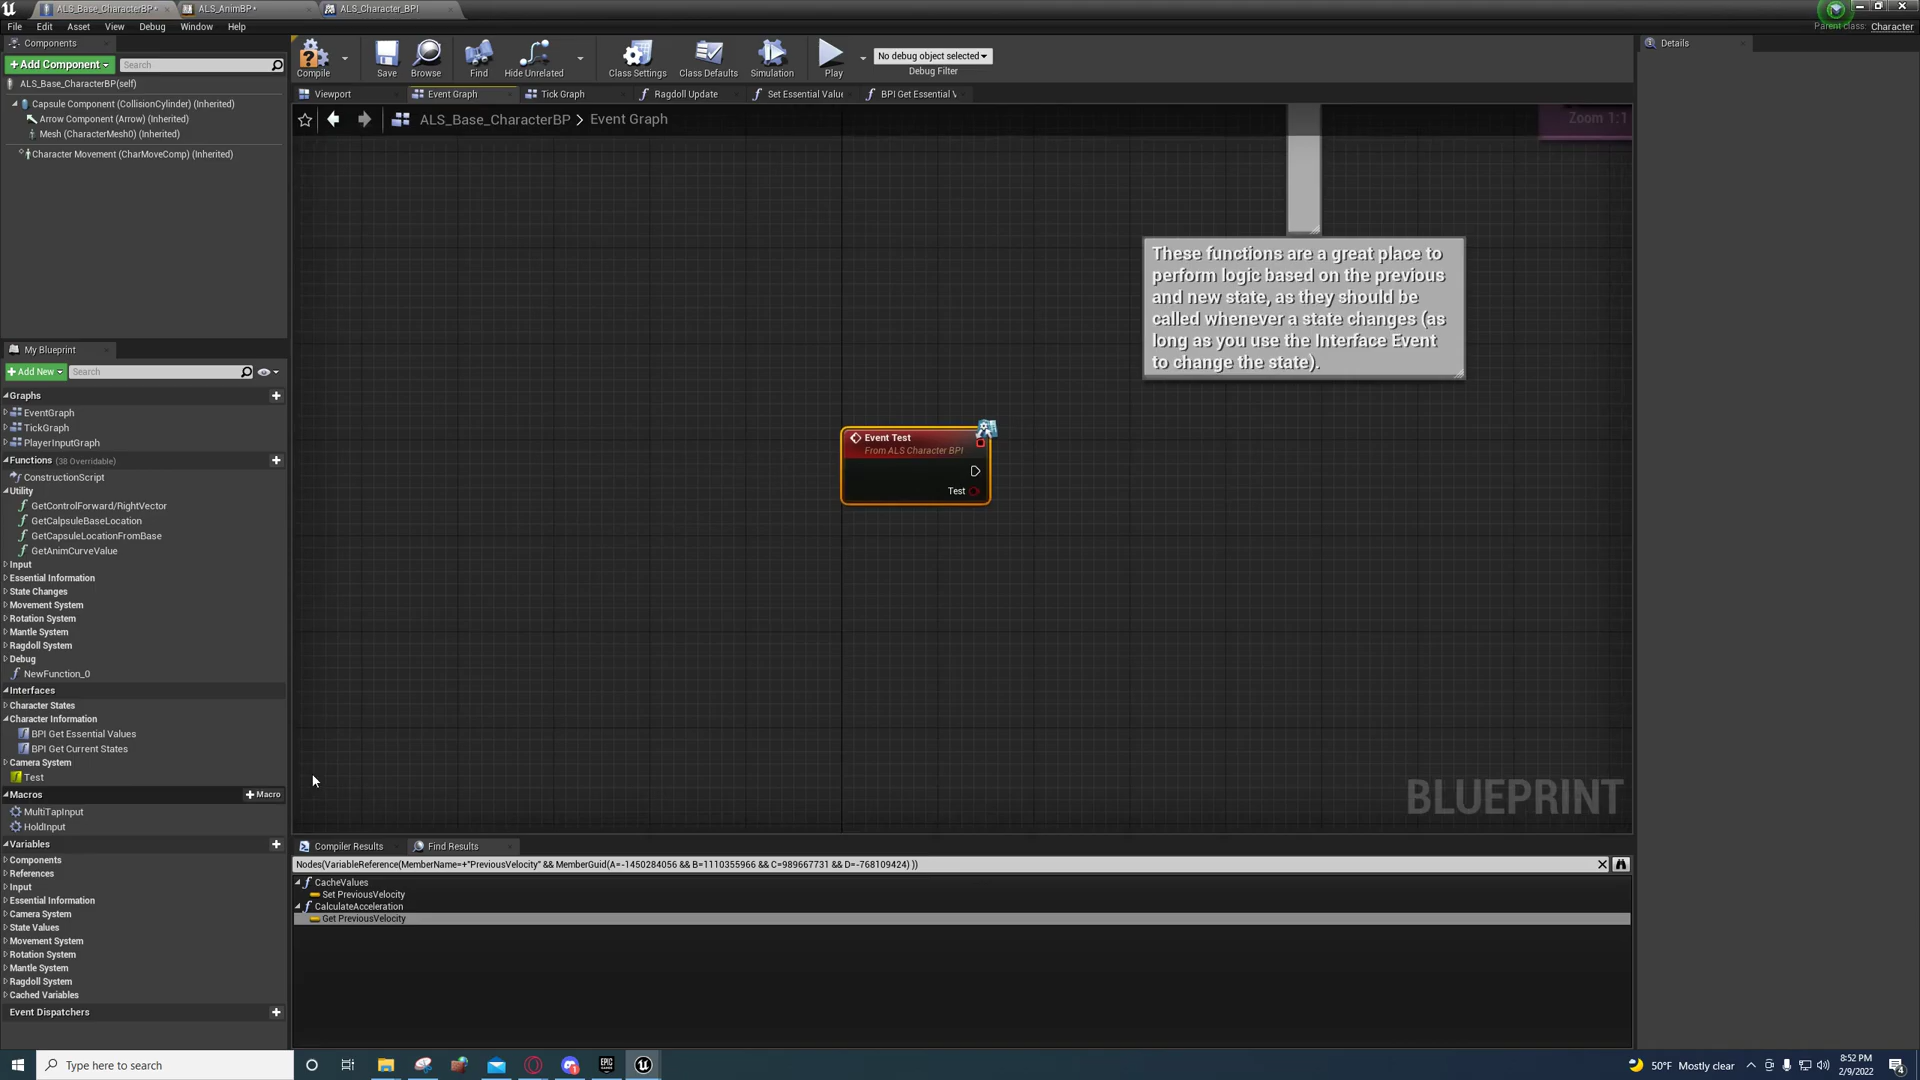 ALS_Base_CharacterBP*
ALS_AnimBP*
ALS_Character_BPI
File Edit Asset View Window Debug Help
Parent class: Character
Components
+Add Component
Search
ALS_Base_CharacterBP(self)
Capsule Component (CollisionCylinder) (Inherited)
Arrow Component (Arrow) (Inherited)
Mesh (CharacterMesh0) (Inherited)
Character Movement (CharMoveComp) (Inherited)
Compile
Save
Browse
Find
Hide Unrelated
Class Settings
Class Defaults
Simulation
Play
No debug object selected
Debug Filter
Details
Viewport
Event Graph
Tick Graph
Ragdoll Update
Set Essential Value
BPI Get Essential V
ALS_Base_CharacterBP > Event Graph
Zoom 1:1
These functions are a great place to
perform logic based on the previous
and new state, as they should be
called whenever a state changes (as
long as you use the Interface Event
to change the state).
Event Test
From ALS Character BPI
Test
BLUEPRINT
My Blueprint
+Add New
Search
Graphs
EventGraph
TickGraph
PlayerInputGraph
Functions (38 Overridable)
ConstructionScript
Utility
GetControlForward/RightVector
GetCalpsuleBaseLocation
GetCapsuleLocationFromBase
GetAnimCurveValue
Input
Essential Information
State Changes
Movement System
Rotation System
Mantle System
Ragdoll System
Debug
NewFunction_0
Interfaces
Character States
Character Information
BPI Get Essential Values
BPI Get Current States
Camera System
Test
Macros
+ Macro
MultiTapInput
HoldInput
Variables
Components
References
Input
Essential Information
Camera System
State Values
Movement System
Rotation System
Mantle System
Ragdoll System
Cached Variables
Event Dispatchers
Compiler Results
Find Results
Nodes(VariableReference(MemberName=+"PreviousVelocity" && MemberGuid(A=-1450284056 && B=1110355966 && C=989667731 && D=-768109424) ))
CacheValues
Set PreviousVelocity
CalculateAcceleration
Get PreviousVelocity
Type here to search
EPIC
50°F Mostly clear
8:52 PM
2/9/2022
4